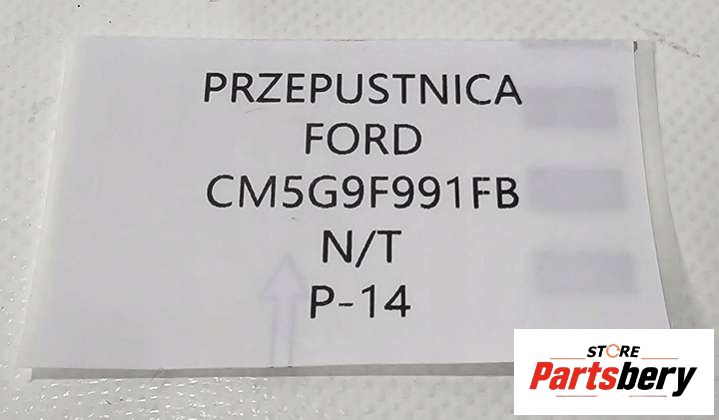 PRZEPUSTNICA
FORD
CM5G9F991FB
N/T
P-14
STORE
Partsbery